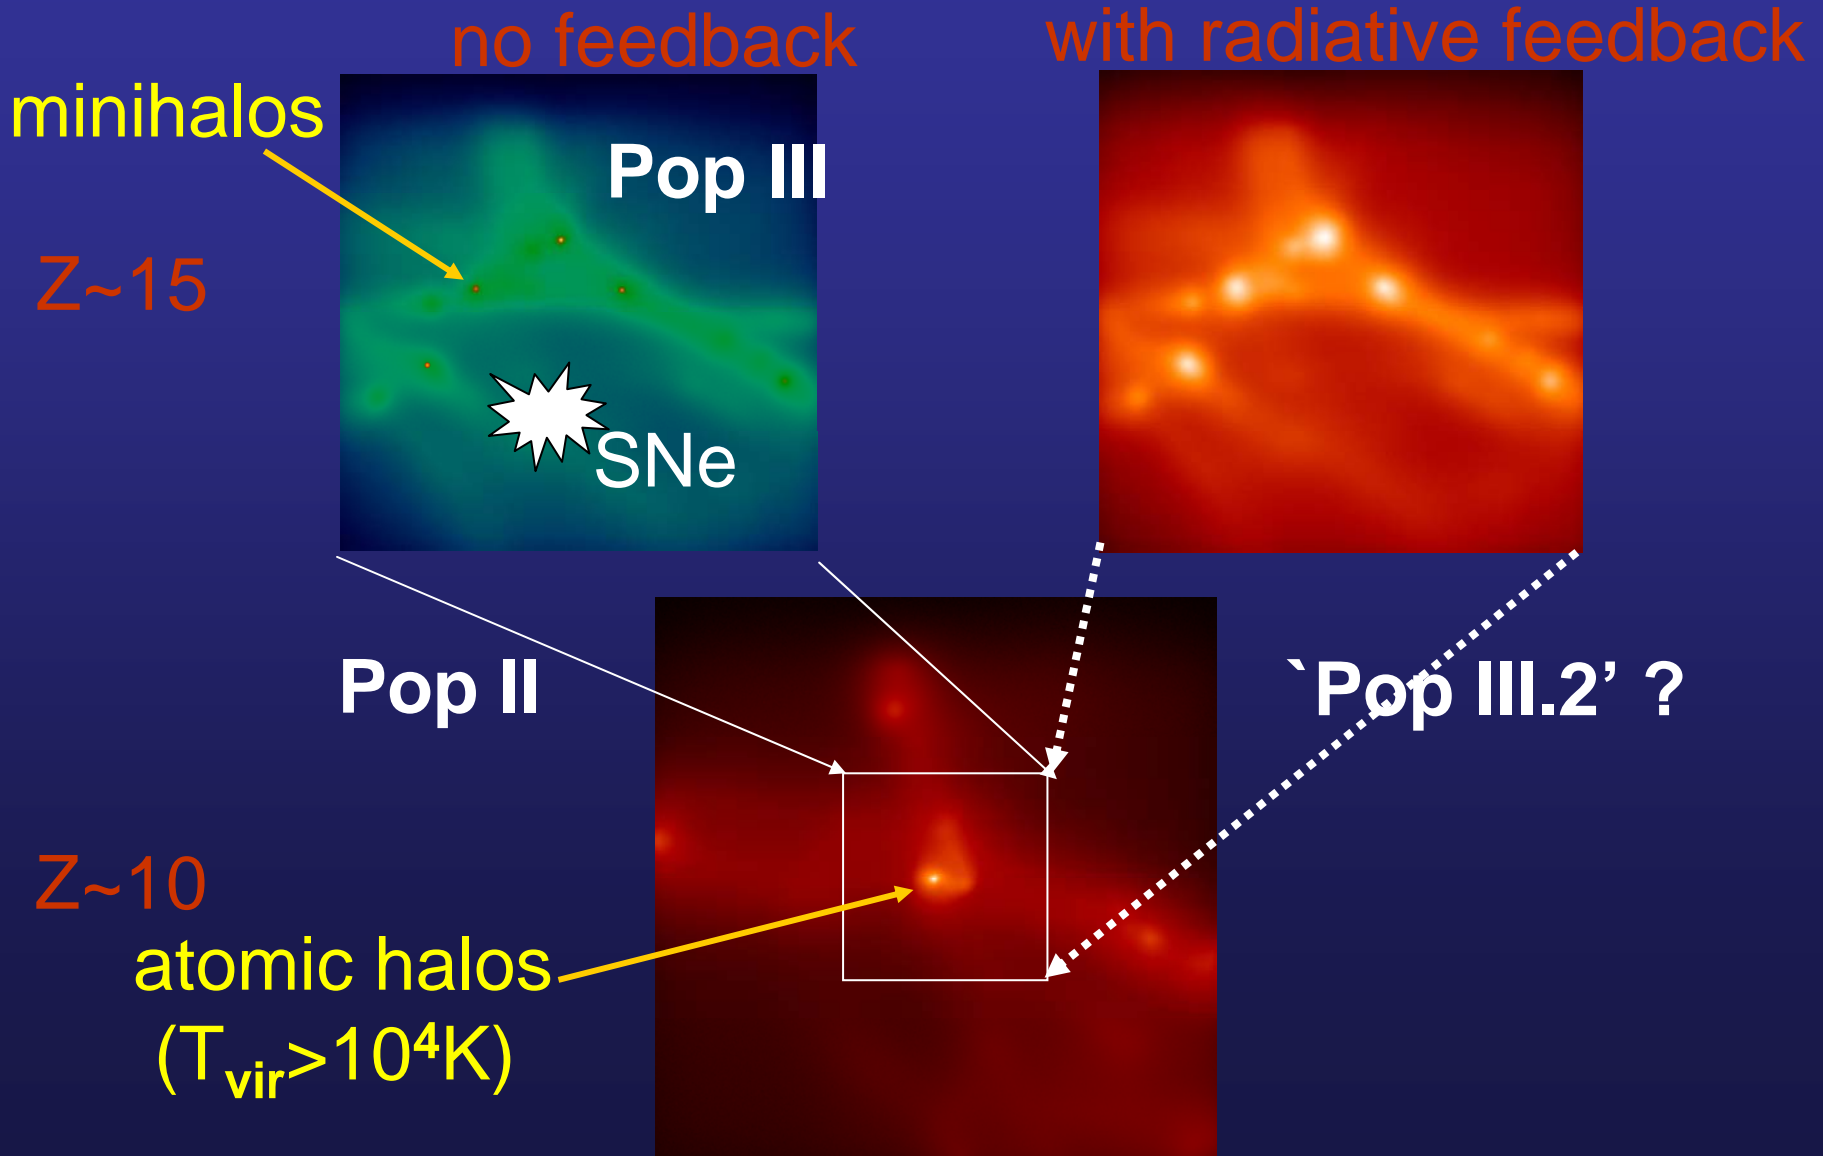 no feedback
with radiative feedback
minihalos
Pop III
Z~15
SNe
Pop II
`Pop III.2’ ?
Z~10
atomic halos
(Tvir>10⁴K)